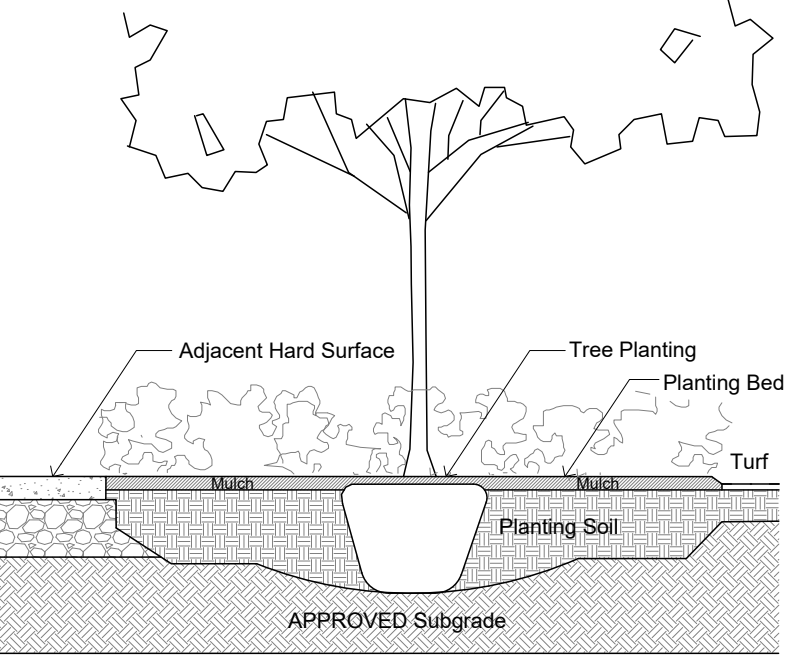 Adjacent Hard Surface
Tree Planting
Planting Bed
Turf
Mulch
Mulch
Planting Soil
APPROVED Subgrade